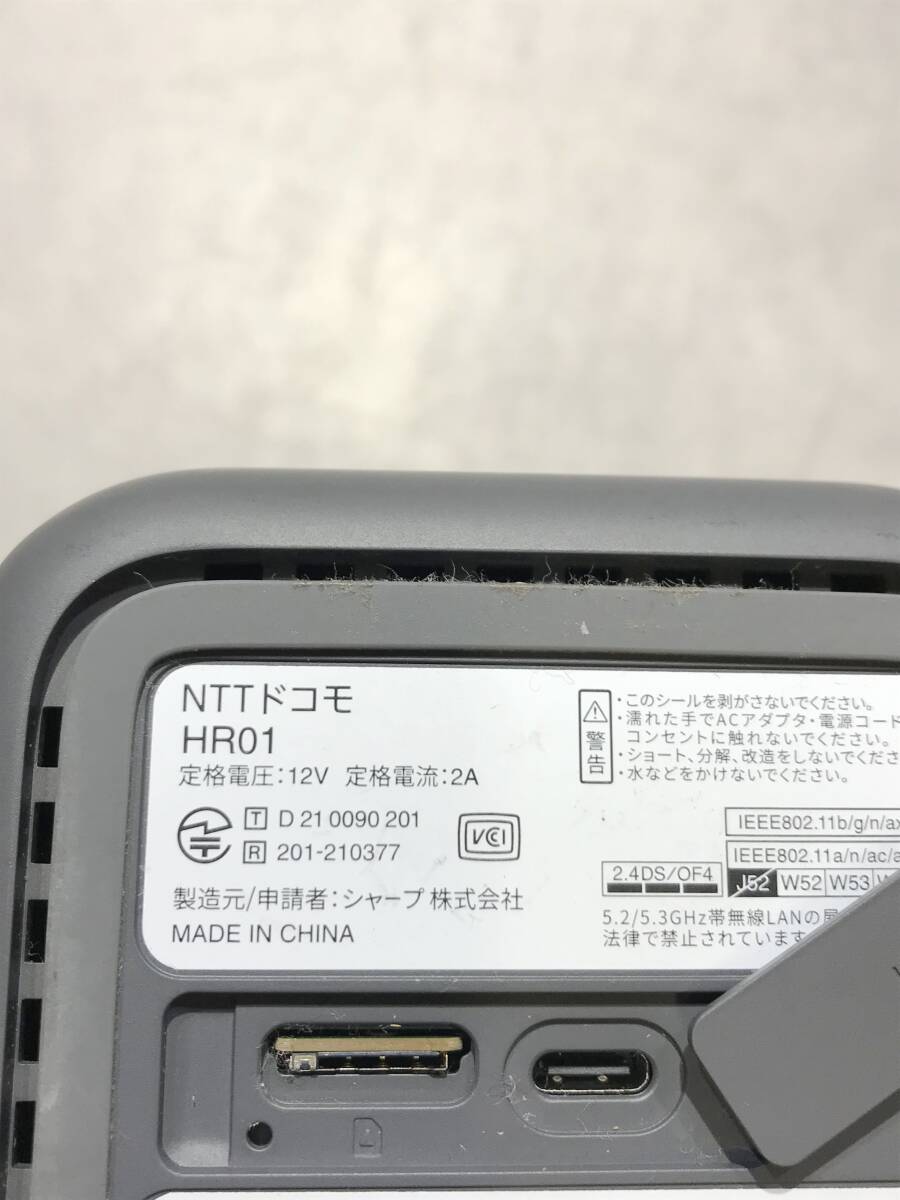 NTTドコモ
HR01
定格電圧:12V 定格電流:2A
T D 21 0090 201
R 201-210377
VCCI
製造元/申請者:シャープ株式会社
MADE IN CHINA
警告
・このシールを剥がさないでください。
・濡れた手でACアダプタ・電源コード
コンセントに触れないでください。
・ショート、分解、改造をしないでくださ
・水などをかけないでください。
IEEE802.11b/g/n/ax
IEEE802.11a/n/ac/a
2.4DS/OF4
J52 W52 W53
5.2/5.3GHz帯無線LANの屋
法律で禁止されています